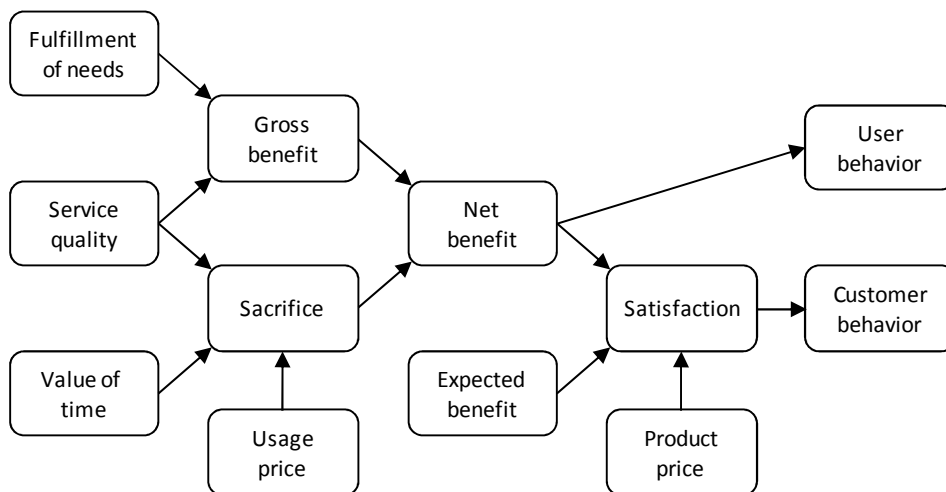 Fulfillment
of needs
Gross
benefit
User
behavior
Service
quality
Net
benefit
Sacrifice
Satisfaction
Customer
behavior
Value of
time
Expected
benefit
Usage
price
Product
price